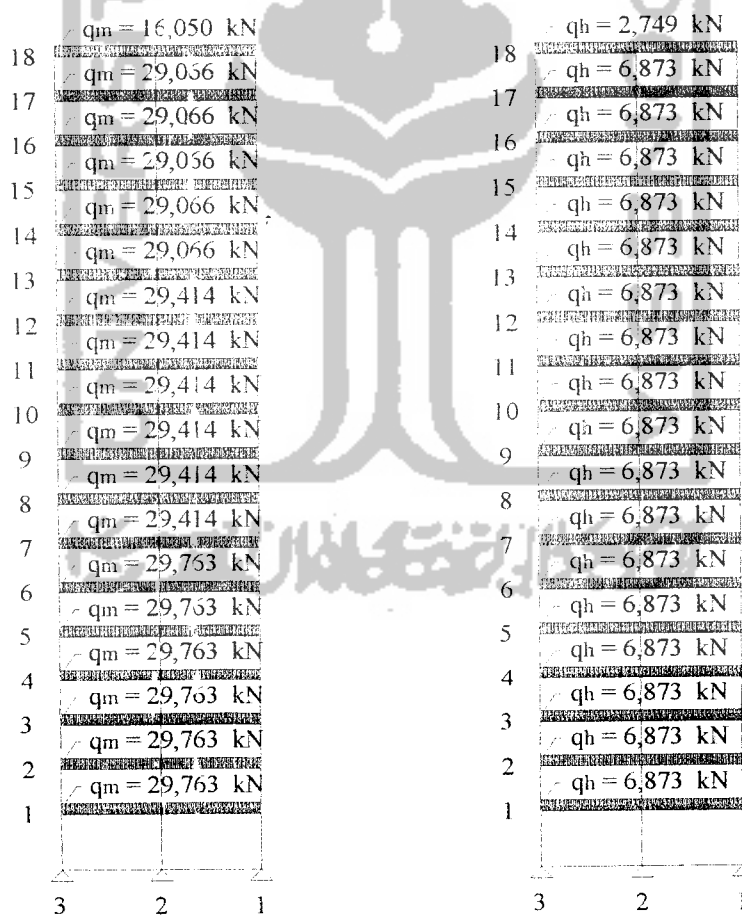 qm = 16,050 kN
18
qm = 29,066 kN
17
qm = 29,066 kN
16
qm = 29,066 kN
15
qm = 29,066 kN
14
qm = 29,066 kN
13
qm = 29,414 kN
12
qm = 29,414 kN
11
qm = 29,414 kN
10
qm = 29,414 kN
9
qm = 29,414 kN
8
qm = 29,414 kN
7
qm = 29,763 kN
6
qm = 29,763 kN
5
qm = 29,763 kN
4
qm = 29,763 kN
3
qm = 29,763 kN
2
qm = 29,763 kN
1
3 2 1
qh = 2,749 kN
18
qh = 6,873 kN
17
qh = 6,873 kN
16
qh = 6,873 kN
15
qh = 6,873 kN
14
qh = 6,873 kN
13
qh = 6,873 kN
12
qh = 6,873 kN
11
qh = 6,873 kN
10
qh = 6,873 kN
9
qh = 6,873 kN
8
qh = 6,873 kN
7
qh = 6,873 kN
6
qh = 6,873 kN
5
qh = 6,873 kN
4
qh = 6,873 kN
3
qh = 6,873 kN
2
qh = 6,873 kN
1
3 2 1